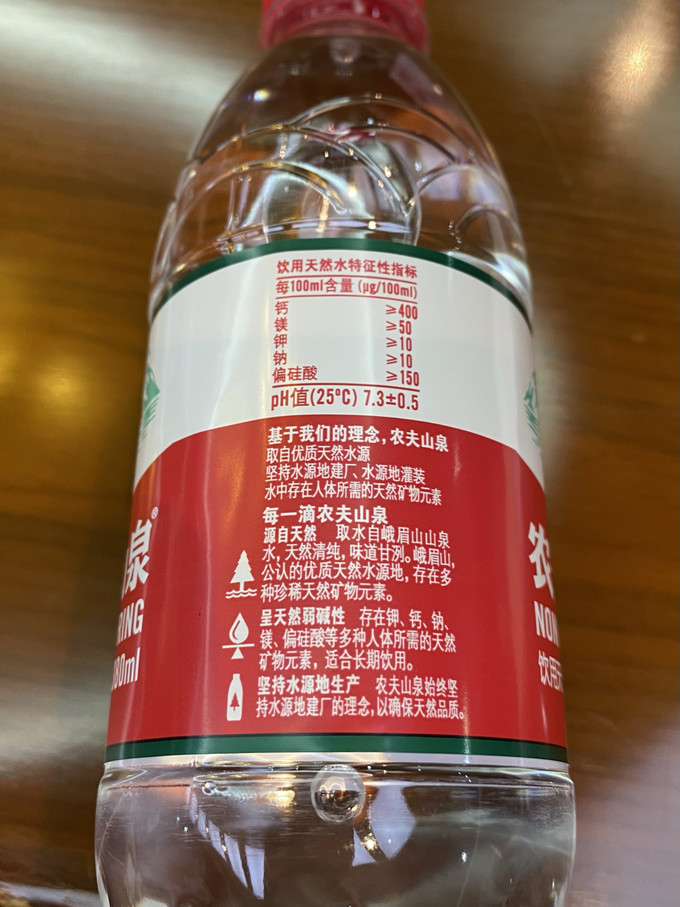 饮用天然水特征性指标
每100ml含量 (μg/100ml)
钙 ≥400
镁 ≥50
钾 ≥10
钠 ≥10
偏硅酸 ≥150
pH值(25ºC) 7.3±0.5
基于我们的理念,农夫山泉
取自优质天然水源
坚持水源地建厂、水源地灌装
水中存在人体所需的天然矿物元素
每一滴农夫山泉
源自天然 取水自峨眉山山泉
水,天然清纯,味道甘洌。峨眉山,
公认的优质天然水源地,存在多
种珍稀天然矿物元素。
呈天然弱碱性 存在钾、钙、钠、
镁、偏硅酸等多种人体所需的天然
矿物元素,适合长期饮用。
坚持水源地生产 农夫山泉始终坚
持水源地建厂的理念,以确保天然品质。
泉®
RING
80ml
农
NON
饮用